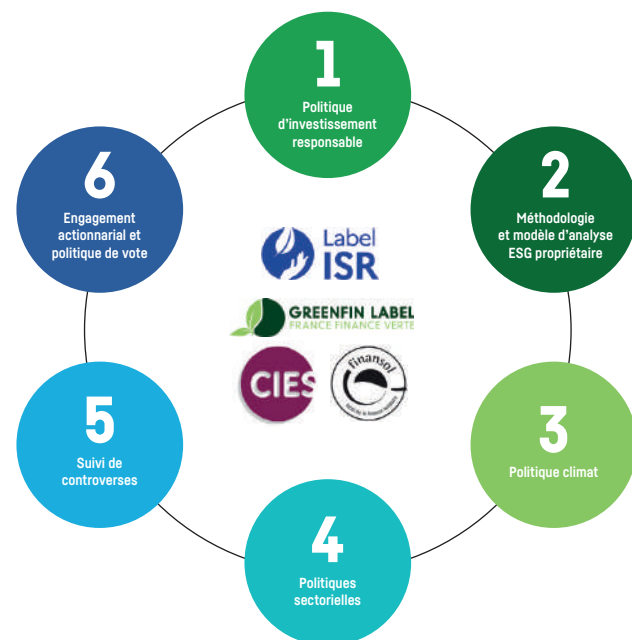 1
Politique
d'investissement
responsable
2
Méthodologie
et modèle d'analyse
ESG propriétaire
3
Politique climat
4
Politiques
sectorielles
5
Suivi de
controverses
6
Engagement
actionnarial et
politique de vote
Label
ISR
GREENFIN LABEL
FRANCE FINANCE VERTE
CIES
finansol